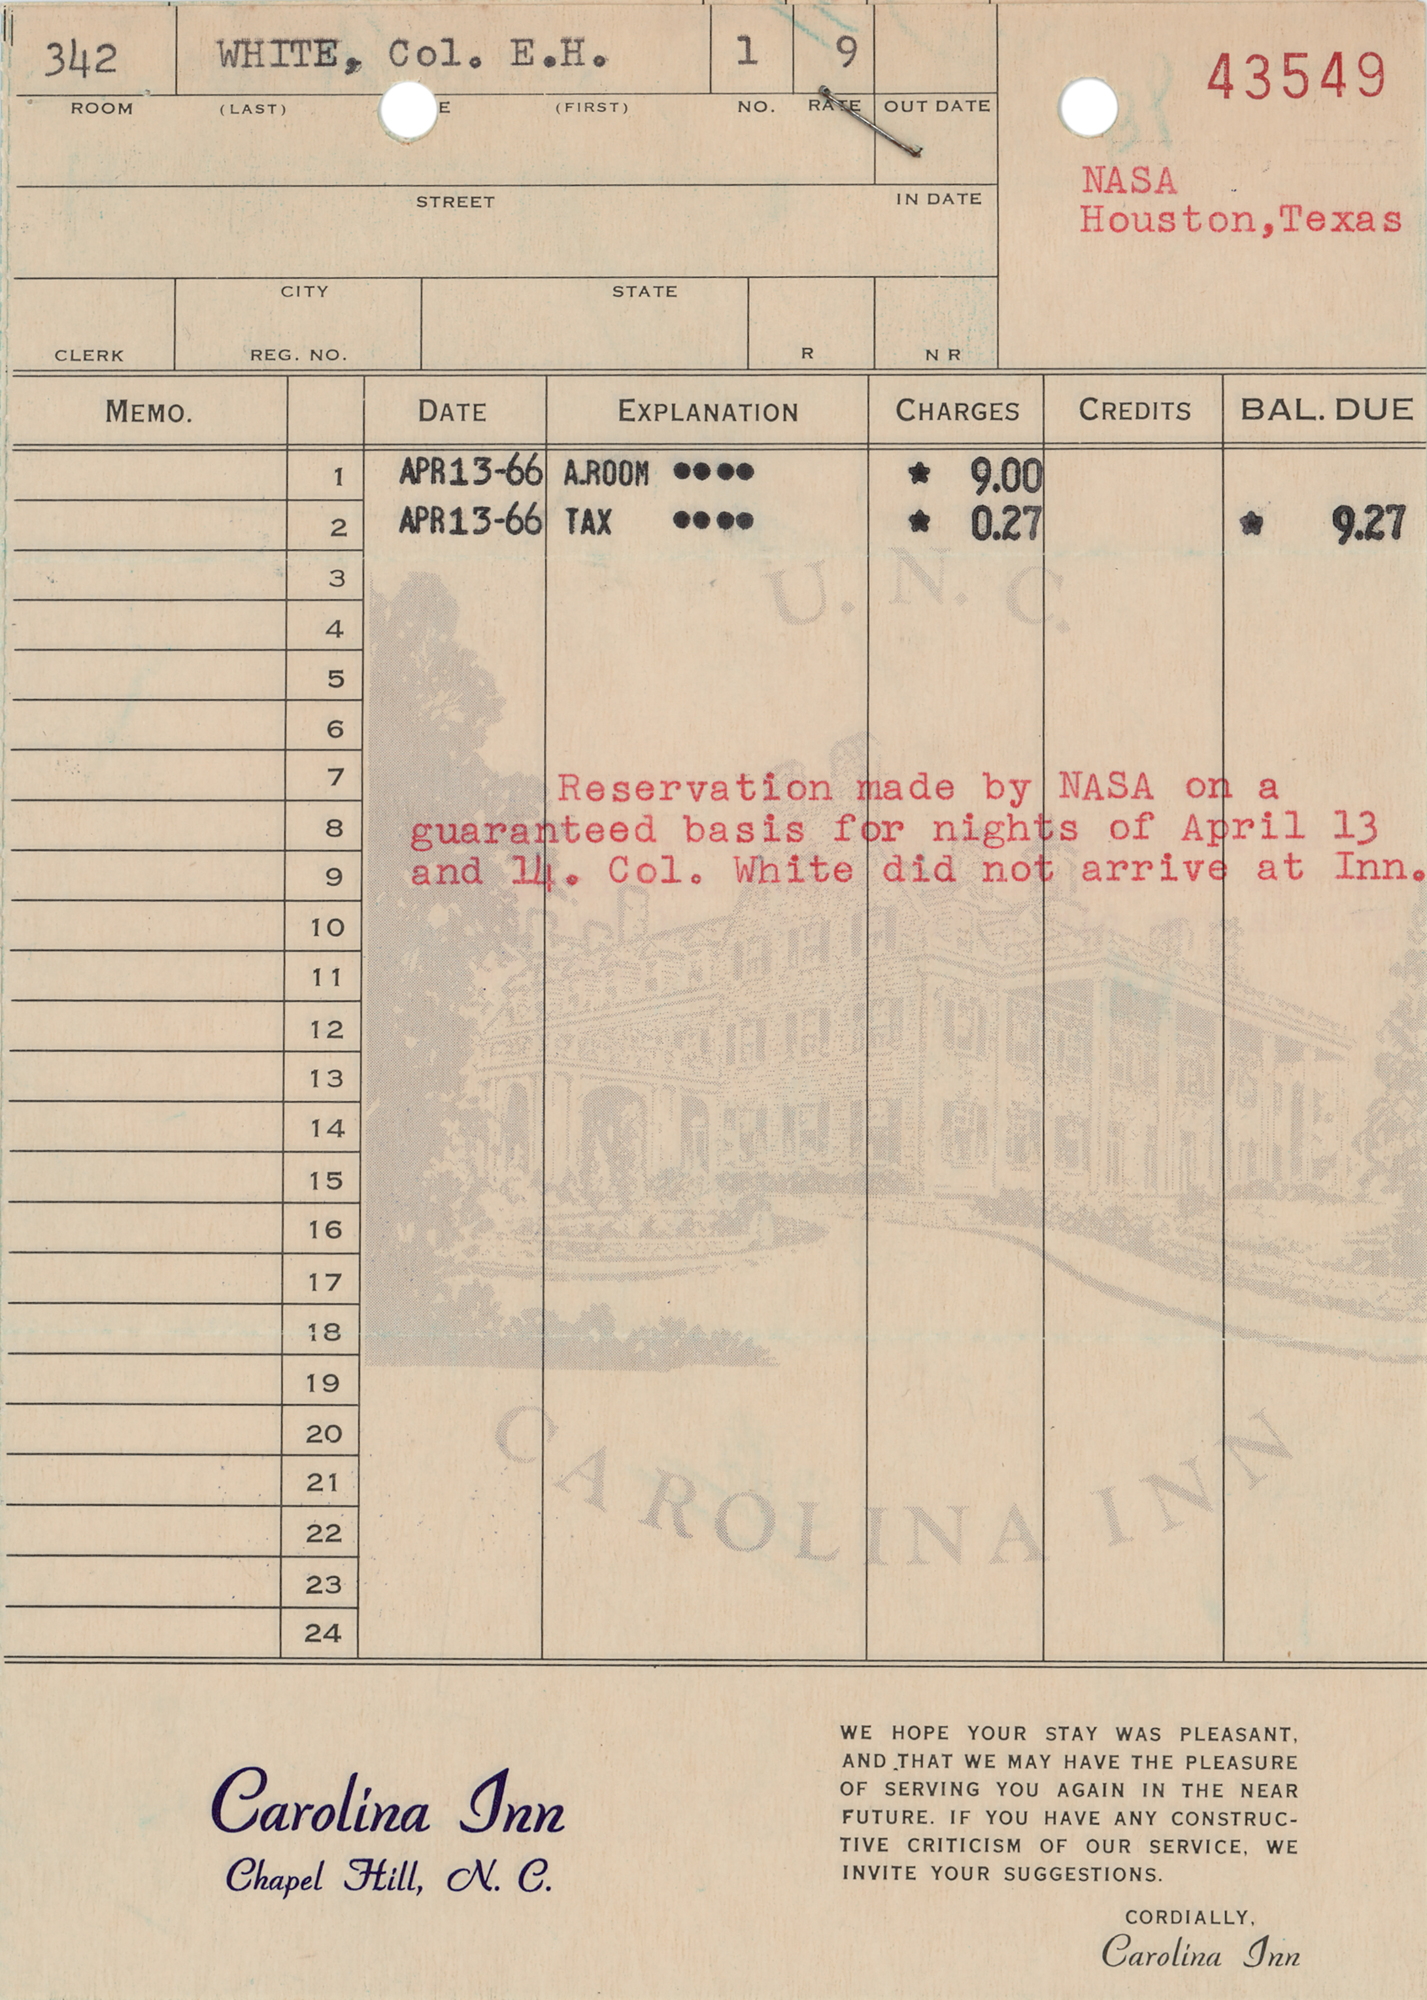 342 WHITE, Col. E.H. 1 9
43549
ROOM (LAST) E (FIRST) NO. RATE OUT DATE
NASA
Houston,Texas
STREET IN DATE
CITY STATE
CLERK REG. NO. R N R
MEMO. DATE EXPLANATION CHARGES CREDITS BAL. DUE
1 APR 13-66 A.ROOM •••• * 9.00
2 APR 13-66 TAX •••• * 0.27 * 9.27
U. N. C.
3
4
5
6
7 Reservation made by NASA on a
8 guaranteed basis for nights of April 13
9 and 14. Col. White did not arrive at Inn.
10
11
12
13
14
15
16
17
18
19
20
21
22
23
24
CAROLINA INN
Carolina Inn
Chapel Hill, N. C.
WE HOPE YOUR STAY WAS PLEASANT,
AND THAT WE MAY HAVE THE PLEASURE
OF SERVING YOU AGAIN IN THE NEAR
FUTURE. IF YOU HAVE ANY CONSTRUC-
TIVE CRITICISM OF OUR SERVICE, WE
INVITE YOUR SUGGESTIONS.
CORDIALLY,
Carolina Inn